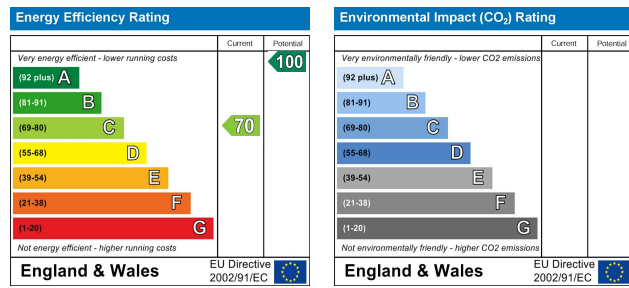 Energy Efficiency Rating
Current Potential
Very energy efficient - lower running costs
100
(92 plus) A
(81-91) B
(69-80) C
70
(55-68) D
(39-54) E
(21-38) F
(1-20) G
Not energy efficient - higher running costs
England & Wales
EU Directive
2002/91/EC
Environmental Impact (CO₂) Rating
Current Potential
Very environmentally friendly - lower CO2 emissions
(92 plus) A
(81-91) B
(69-80) C
(55-68) D
(39-54) E
(21-38) F
(1-20) G
Not environmentally friendly - higher CO2 emissions
England & Wales
EU Directive
2002/91/EC